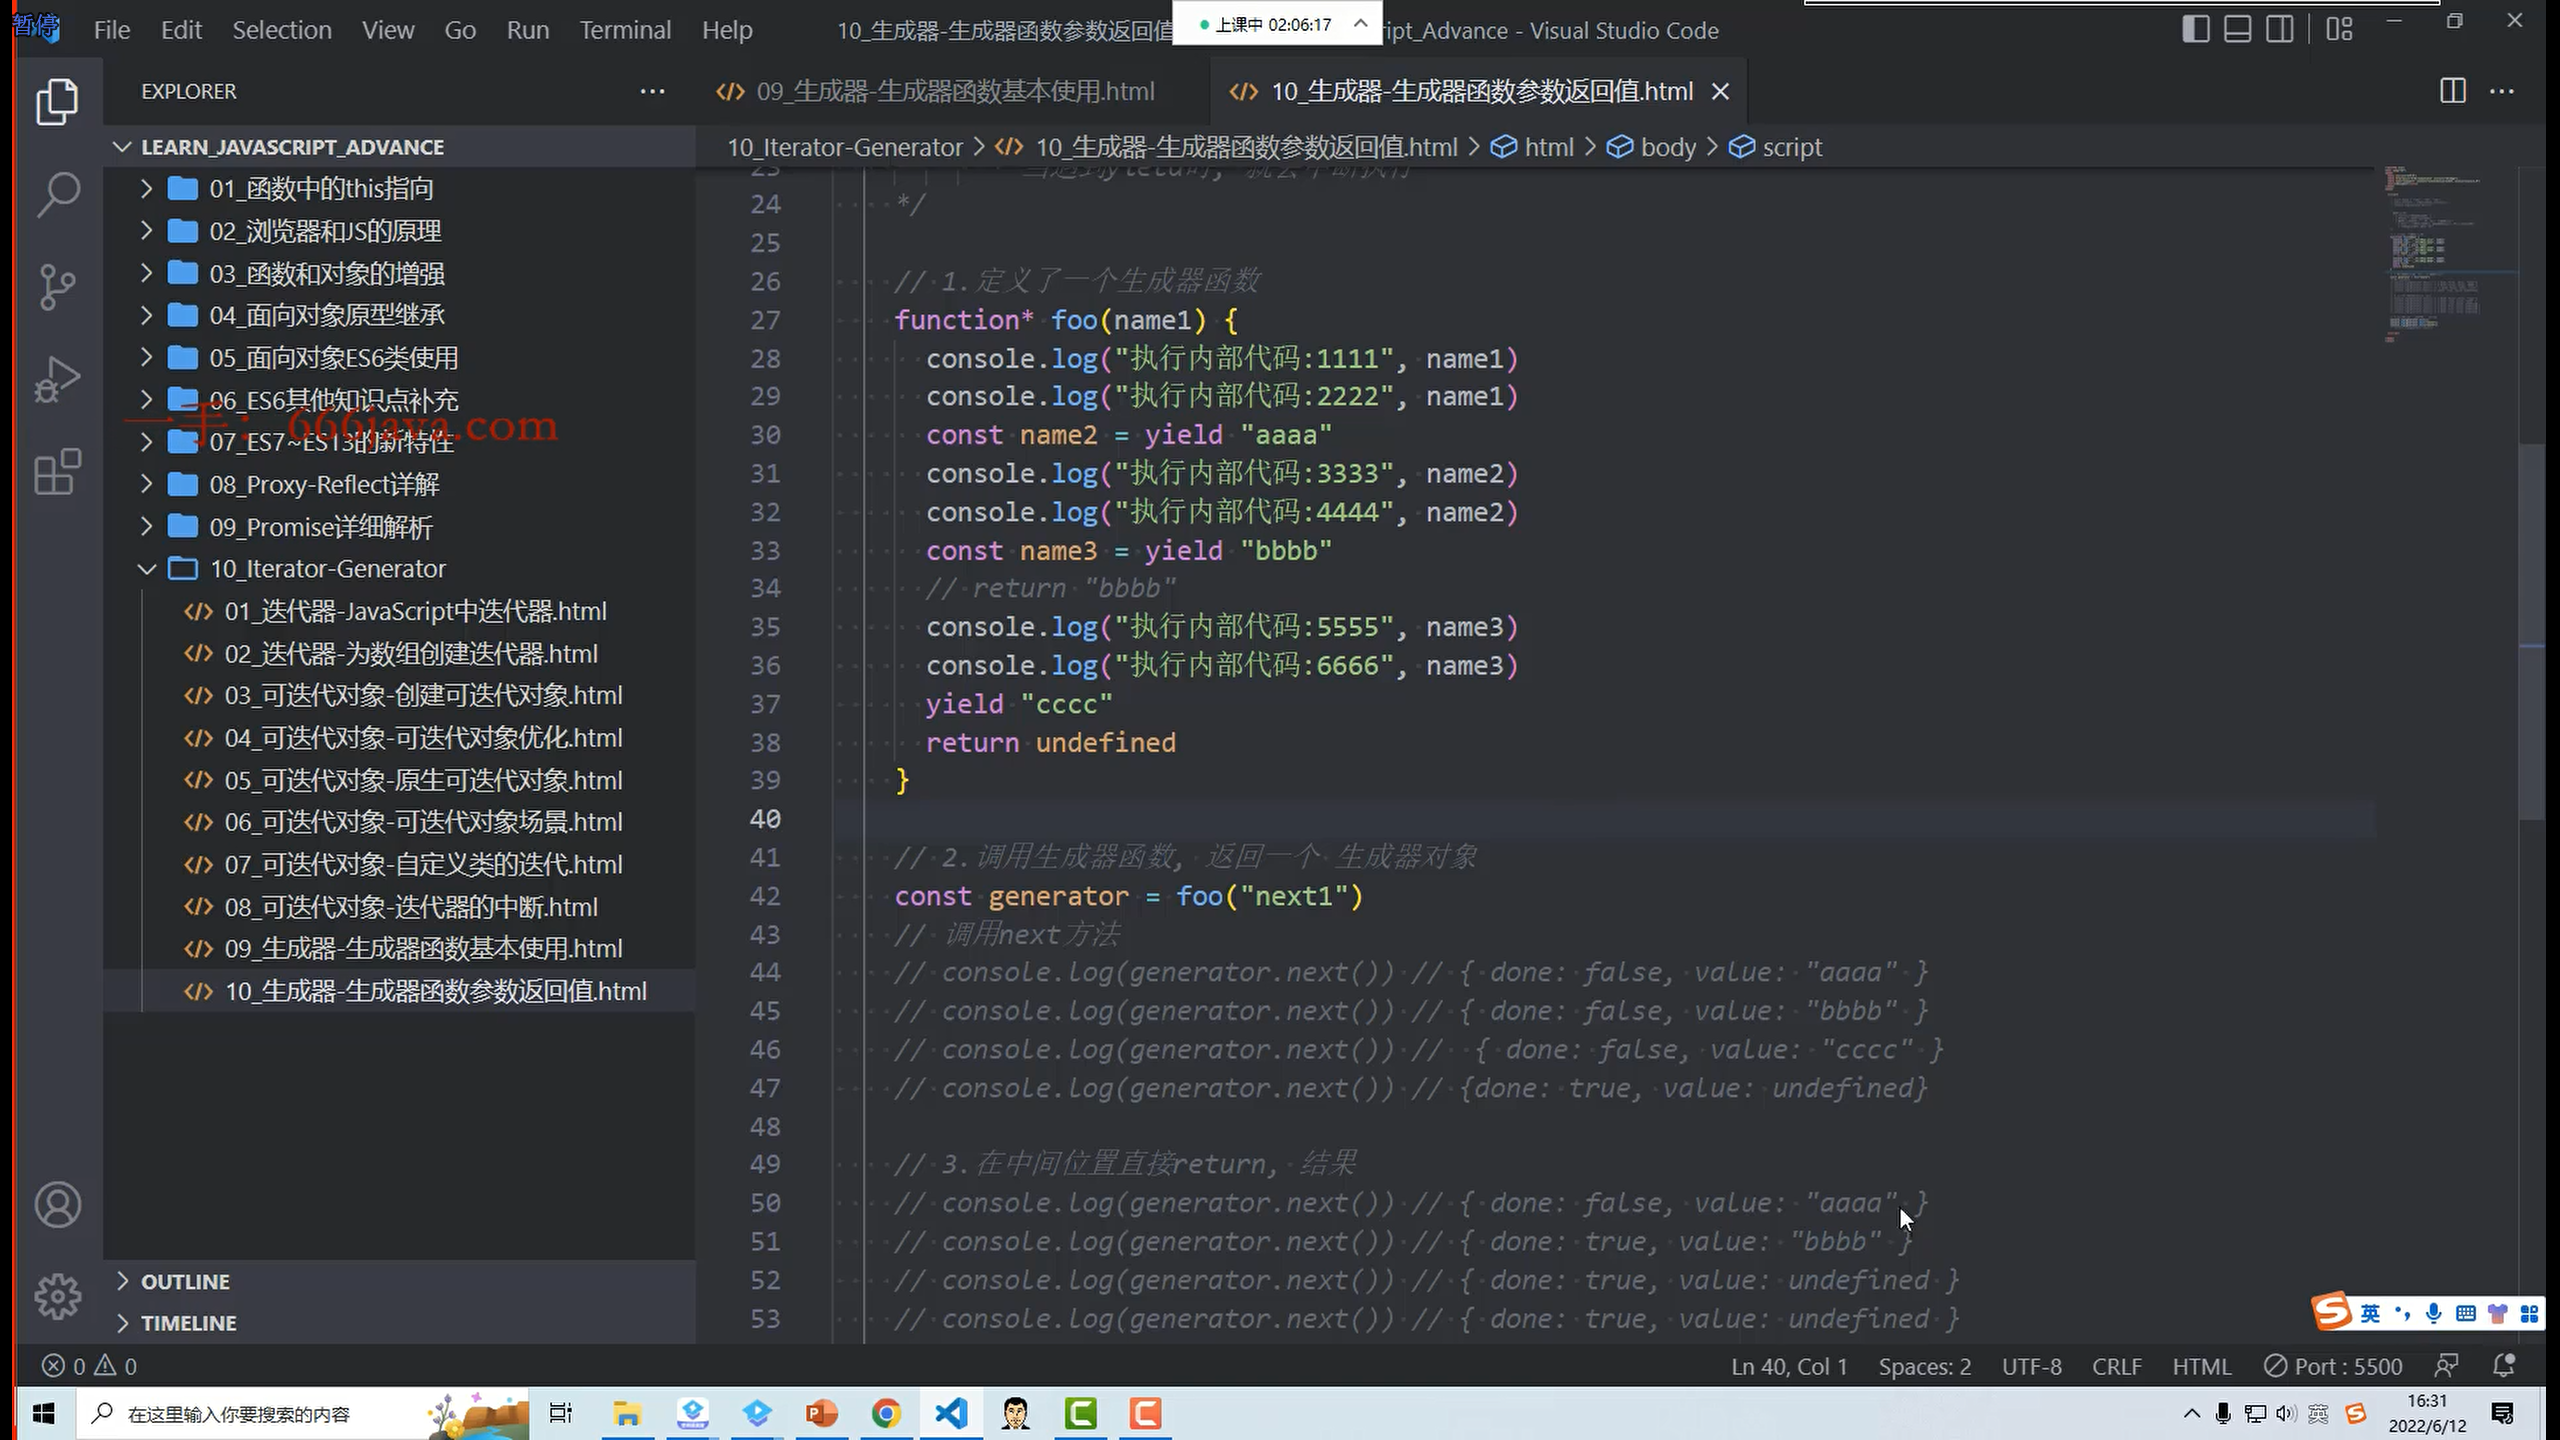 暂停
File Edit Selection View Go Run Terminal Help
10_生成器-生成器函数参数返回值
上课中 02:06:17
ipt_Advance - Visual Studio Code
EXPLORER
LEARN_JAVASCRIPT_ADVANCE
01_函数中的this指向
02_浏览器和JS的原理
03_函数和对象的增强
04_面向对象原型继承
05_面向对象ES6类使用
06_ES6其他知识点补充
一手：666java.com
07_ES7~ES13的新特性
08_Proxy-Reflect详解
09_Promise详细解析
10_Iterator-Generator
01_迭代器-JavaScript中迭代器.html
02_迭代器-为数组创建迭代器.html
03_可迭代对象-创建可迭代对象.html
04_可迭代对象-可迭代对象优化.html
05_可迭代对象-原生可迭代对象.html
06_可迭代对象-可迭代对象场景.html
07_可迭代对象-自定义类的迭代.html
08_可迭代对象-迭代器的中断.html
09_生成器-生成器函数基本使用.html
10_生成器-生成器函数参数返回值.html
OUTLINE
TIMELINE
09_生成器-生成器函数基本使用.html
10_生成器-生成器函数参数返回值.html
10_Iterator-Generator > 10_生成器-生成器函数参数返回值.html > html > body > script
24 */
25
26 // 1.定义了一个生成器函数
27 function* foo(name1) {
28 console.log("执行内部代码:1111", name1)
29 console.log("执行内部代码:2222", name1)
30 const name2 = yield "aaaa"
31 console.log("执行内部代码:3333", name2)
32 console.log("执行内部代码:4444", name2)
33 const name3 = yield "bbbb"
34 // return "bbbb"
35 console.log("执行内部代码:5555", name3)
36 console.log("执行内部代码:6666", name3)
37 yield "cccc"
38 return undefined
39 }
40
41 // 2.调用生成器函数, 返回一个 生成器对象
42 const generator = foo("next1")
43 // 调用next方法
44 // console.log(generator.next()) // { done: false, value: "aaaa" }
45 // console.log(generator.next()) // { done: false, value: "bbbb" }
46 // console.log(generator.next()) //  { done: false, value: "cccc" }
47 // console.log(generator.next()) // {done: true, value: undefined}
48
49 // 3.在中间位置直接return, 结果
50 // console.log(generator.next()) // { done: false, value: "aaaa" }
51 // console.log(generator.next()) // { done: true, value: "bbbb" }
52 // console.log(generator.next()) // { done: true, value: undefined }
53 // console.log(generator.next()) // { done: true, value: undefined }
英
0 0
Ln 40, Col 1 Spaces: 2 UTF-8 CRLF HTML Port : 5500
在这里输入你要搜索的内容
英
16:31
2022/6/12